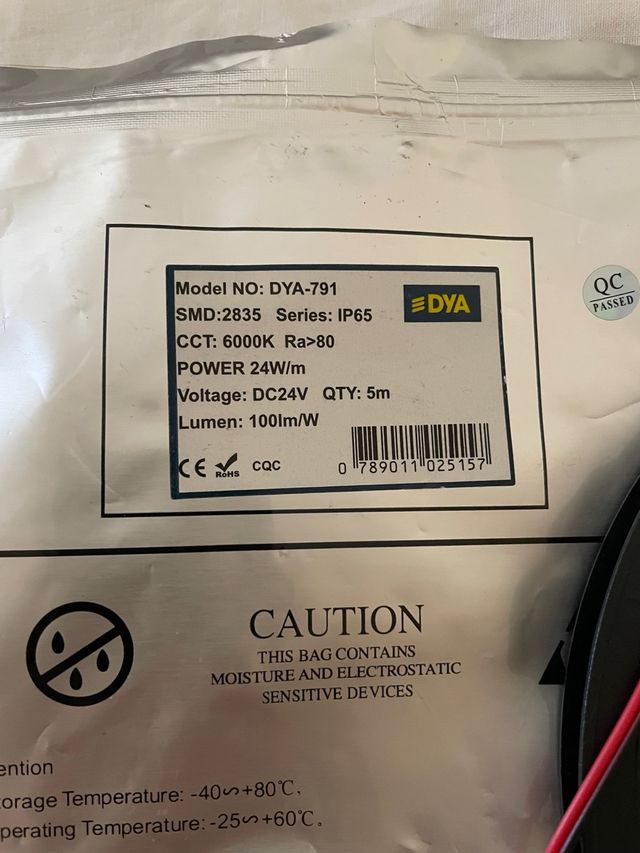 Model NO: DYA-791
DYA
SMD:2835 Series: IP65
CCT: 6000K Ra>80
POWER 24W/m
Voltage: DC24V QTY: 5m
Lumen: 100lm/W
CE RoHS CQC
0 789011 025157
QC
PASSED
CAUTION
THIS BAG CONTAINS
MOISTURE AND ELECTROSTATIC
SENSITIVE DEVICES
ention
torage Temperature: -40∽+80℃,
perating Temperature: -25∽+60℃。